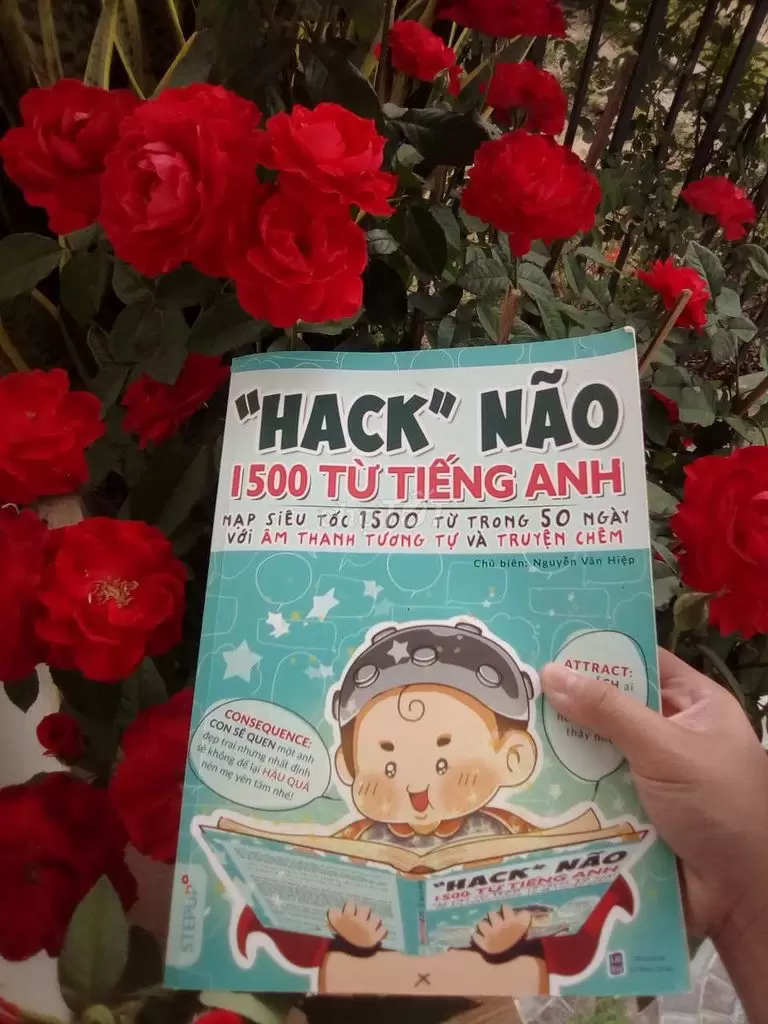 "HACK" NÃO
1500 TỪ TIẾNG ANH
NẠP SIÊU TỐC 1500 TỪ TRONG 50 NGÀY
VỚI ÂM THANH TƯƠNG TỰ VÀ TRUYỆN CHÊM
Chủ biên: Nguyễn Văn Hiệp
ATTRACT:
ai
CONSEQUENCE:
CON SẼ QUEN một anh
đẹp trai nhưng nhất định
sẽ không để lại HẬU QUẢ
nên mẹ yên tâm nhé!
"HACK" NÃO
1500 TỪ TIẾNG ANH
STEPUP